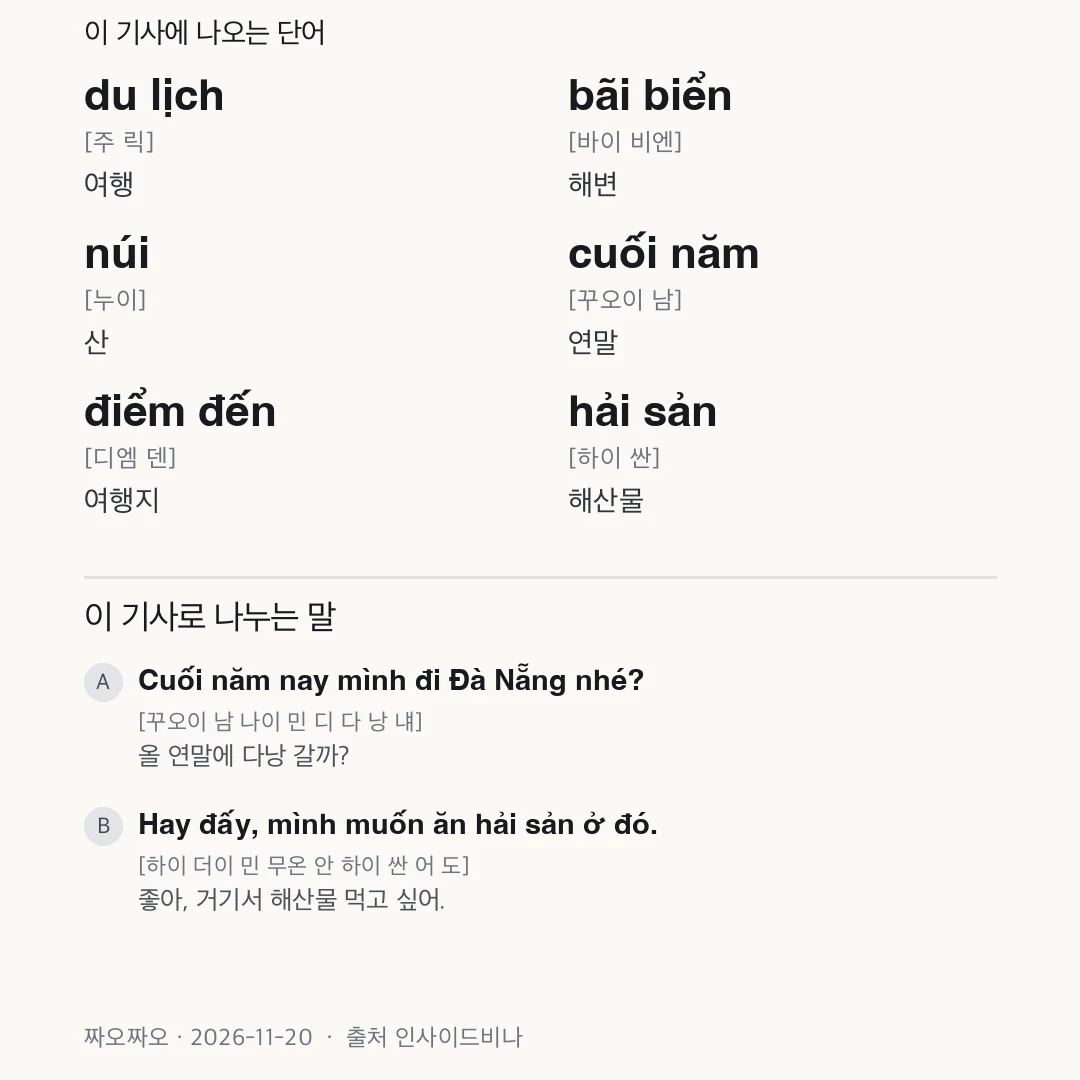 이 기사에 나오는 단어
du lịch
[주 릭]
여행
bãi biển
[바이 비엔]
해변
núi
[누이]
산
cuối năm
[꾸오이 남]
연말
điểm đến
[디엠 덴]
여행지
hải sản
[하이 싼]
해산물
이 기사로 나누는 말
A Cuối năm nay mình đi Đà Nẵng nhé?
[꾸오이 남 나이 민 디 다 낭 냬]
올 연말에 다낭 갈까?
B Hay đấy, mình muốn ăn hải sản ở đó.
[하이 더이 민 무온 안 하이 싼 어 도]
좋아, 거기서 해산물 먹고 싶어.
짜오짜오 · 2026-11-20 · 출처 인사이드비나